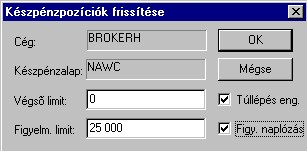 Készpénzpozíciók frissítése
Cég: BROKERH OK
Készpénzalap: NAWC Mégse
Végső limit: 0 Túllépés eng.
Figyelm. limit: 25 000 Figy. naplózás